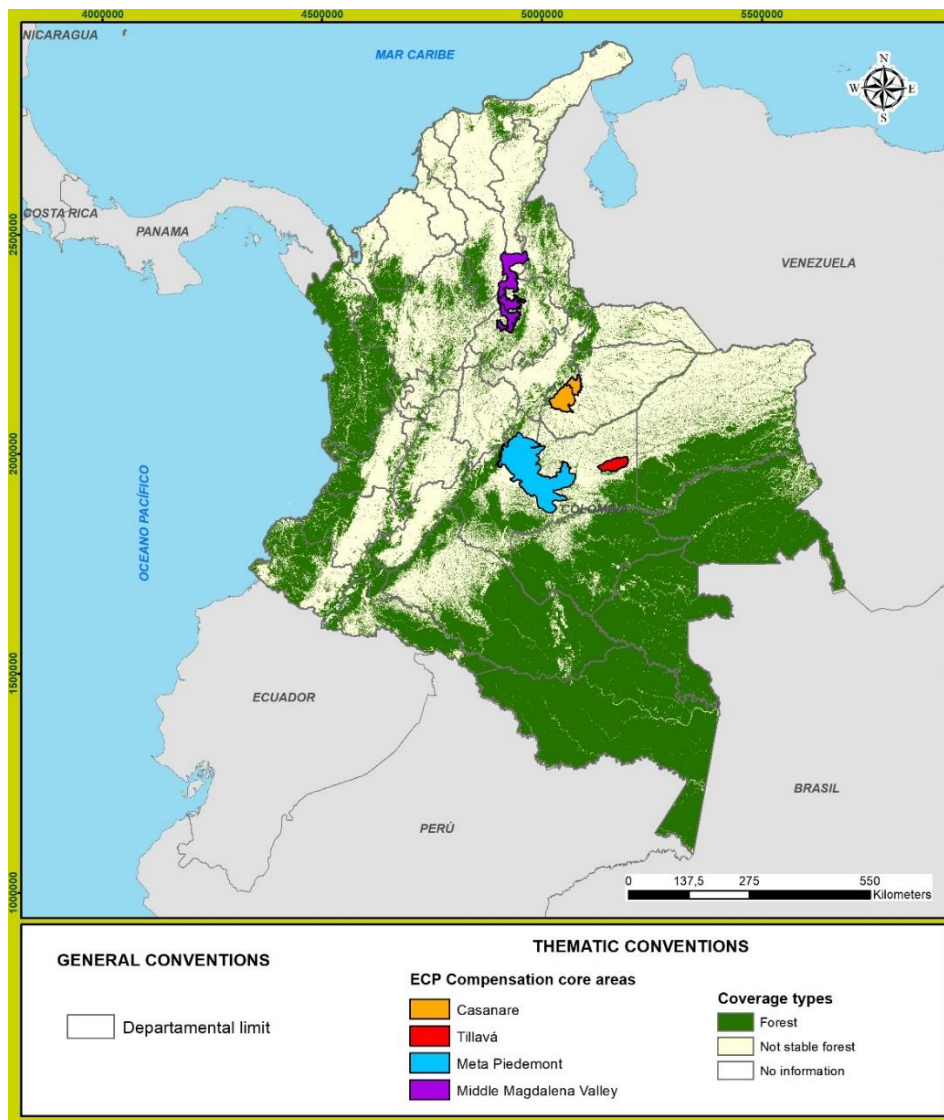 4000000 4500000 5000000 5500000
NICARAGUA
MAR CARIBE
N
W E
S
COSTA RICA
PANAMA
2500000
VENEZUELA
2000000
OCEANO PACÍFICO
COLOMBIA
1500000
ECUADOR
BRASIL
PERÚ
1000000
0 137,5 275 550
Kilometers
THEMATIC CONVENTIONS
GENERAL CONVENTIONS
Departamental limit
ECP Compensation core areas
Casanare
Tillavá
Meta Piedemont
Middle Magdalena Valley
Coverage types
Forest
Not stable forest
No information